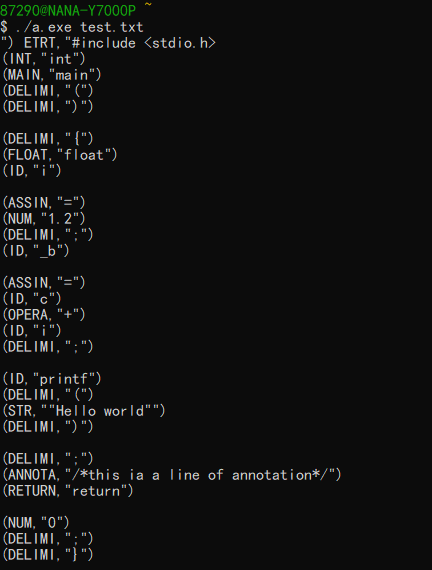 87290@NANA-Y7000P ~
$ ./a.exe test.txt
") ETRT,"#include <stdio.h>
(INT,"int")
(MAIN,"main")
(DELIMI,"(")
(DELIMI,")")
(DELIMI,"{")
(FLOAT,"float")
(ID,"i")
(ASSIN,"=")
(NUM,"1.2")
(DELIMI,";")
(ID,"_b")
(ASSIN,"=")
(ID,"c")
(OPERA,"+")
(ID,"i")
(DELIMI,";")
(ID,"printf")
(DELIMI,"(")
(STR,""Hello world"")
(DELIMI,")")
(DELIMI,";")
(ANNOTA,"/*this ia a line of annotation*/")
(RETURN,"return")
(NUM,"0")
(DELIMI,";")
(DELIMI,"}")